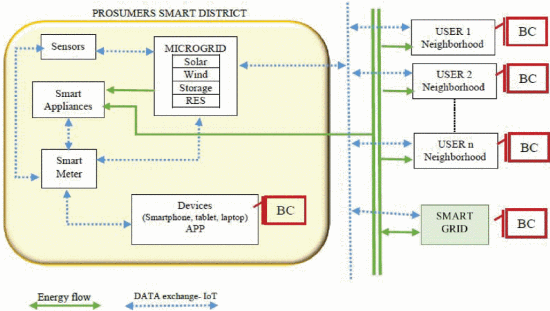 PROSUMERS SMART DISTRICT
Sensors
MICROGRID
Solar
Wind
Storage
RES
Smart
Appliances
Smart
Meter
Devices
(Smartphone, tablet, laptop)
APP
BC
USER 1
Neighborhood
BC
USER 2
Neighborhood
BC
USER n
Neighborhood
BC
SMART
GRID
BC
Energy flow
DATA exchange- IoT